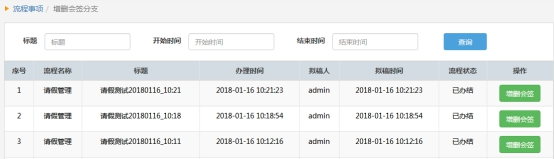 流程事项 / 增删会签分支
标题 标题 开始时间 开始时间 结束时间 结束时间 查询
序号 流程名称 标题 办理时间 拟稿人 拟稿时间 流程状态 操作
1 请假管理 请假测试20180116_10:21 2018-01-16 10:21:23 admin 2018-01-16 10:21:23 已办结 增删会签
2 请假管理 请假测试20180116_10:18 2018-01-16 10:18:54 admin 2018-01-16 10:18:54 已办结 增删会签
3 请假管理 请假测试20180116_10:11 2018-01-16 10:12:16 admin 2018-01-16 10:12:16 已办结 增删会签